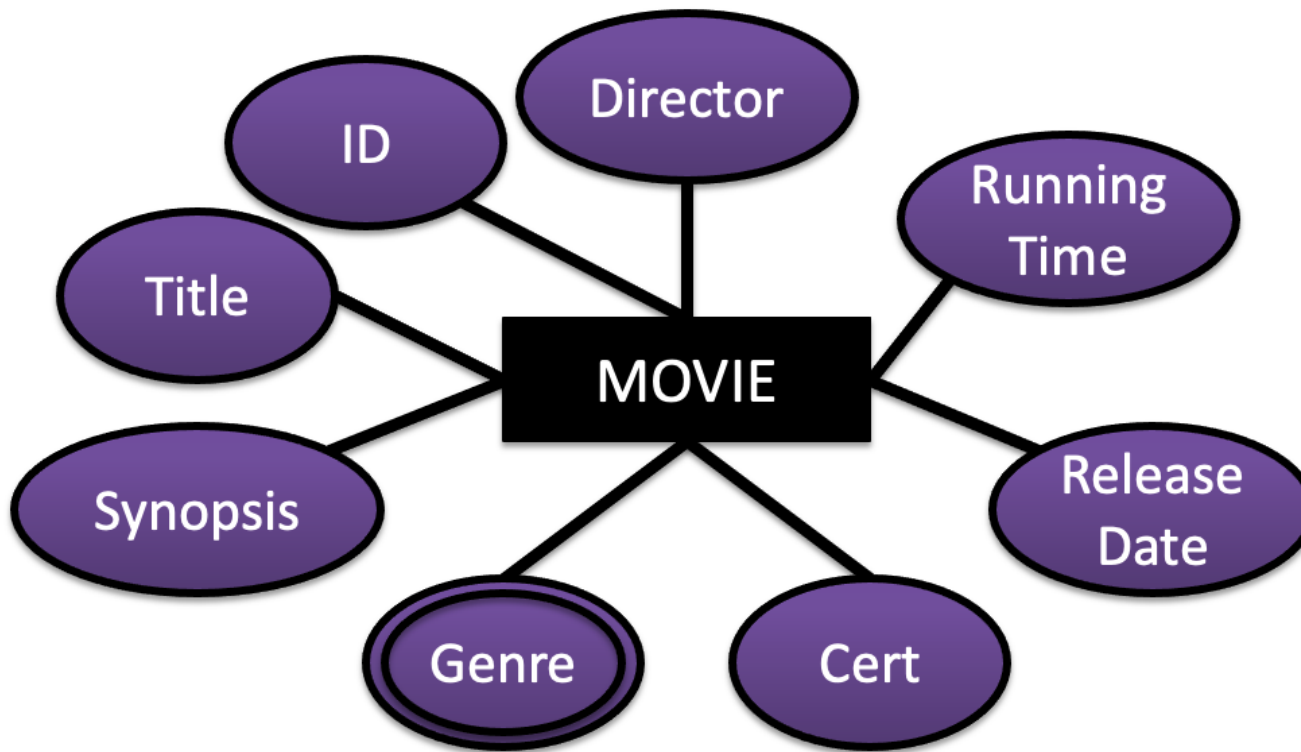 Director
ID
Running
Time
Title
MOVIE
Synopsis
Release
Date
Genre
Cert